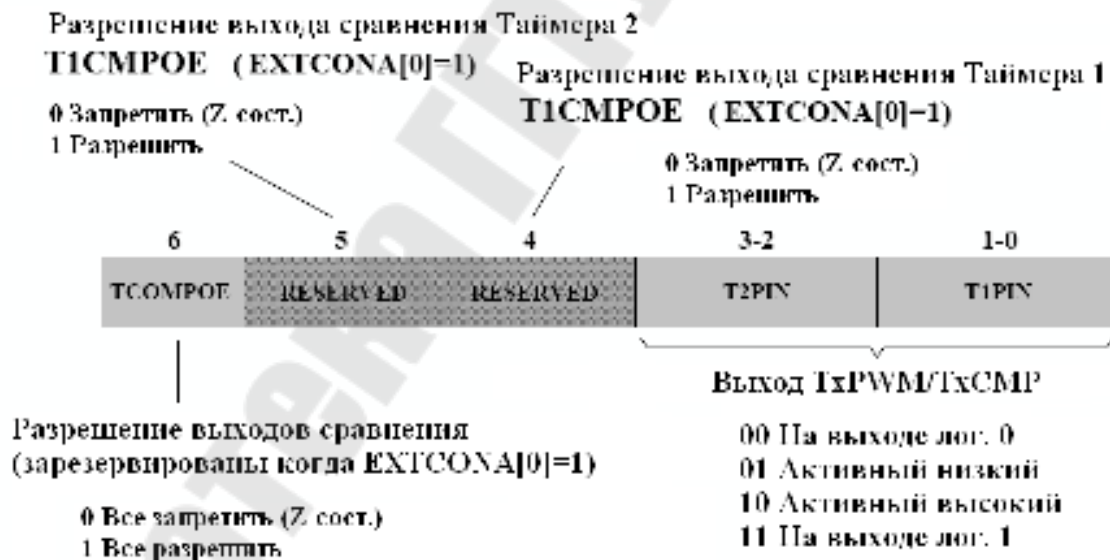 Разрешение выхода сравнения Таймера 2
T1CMPOE (EXTCONA[0]=1)
0 Запретить (Z сост.)
1 Разрешить
Разрешение выхода сравнения Таймера 1
T1CMPOE (EXTCONA[0]=1)
0 Запретить (Z сост.)
1 Разрешить
6 5 4 3-2 1-0
TCOMPOE RESERVED RESERVED T2PIN T1PIN
Выход TxPWM/TxCMP
00 На выходе лог. 0
01 Активный низкий
10 Активный высокий
11 На выходе лог. 1
Разрешение выходов сравнения
(зарезервированы когда EXTCONA[0]=1)
0 Все запретить (Z сост.)
1 Все разрешить